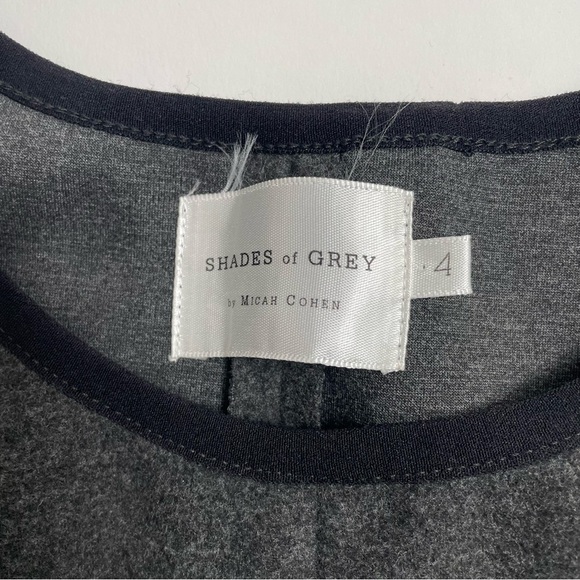 SHADES of GREY
by MICAH COHEN
4